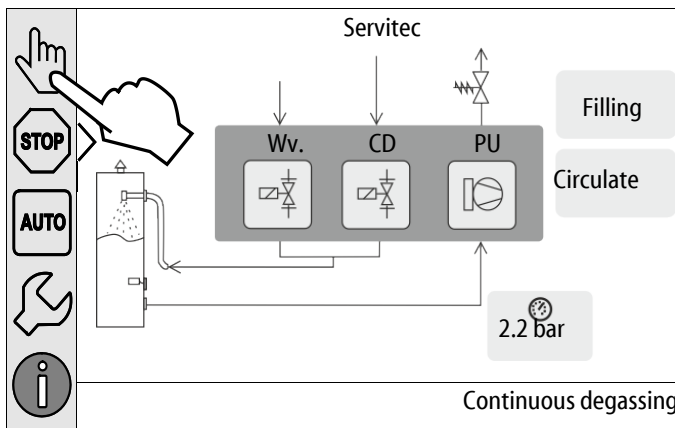 Servitec
STOP
AUTO
Wv.
CD
PU
Filling
Circulate
2.2 bar
Continuous degassing